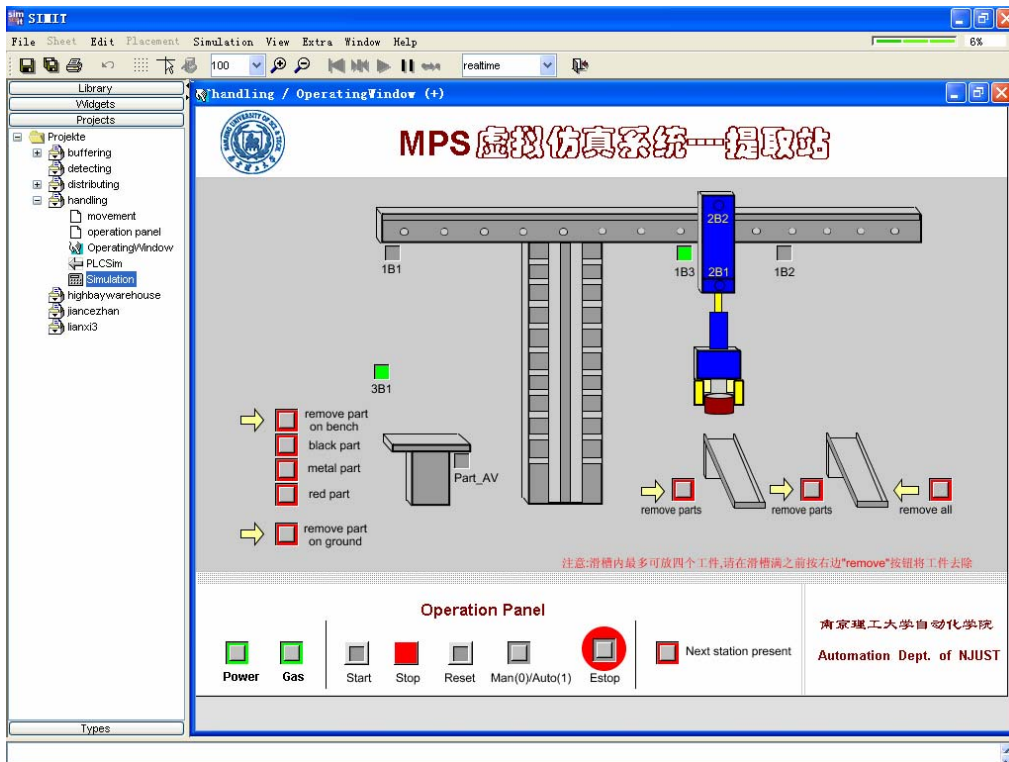 SIMIT
File Sheet Edit Placement Simulation View Extra Window Help
6%
100
realtime
Library
Widgets
Projects
Projekte
buffering
detecting
distributing
handling
movement
operation panel
OperatingWindow
PLCSim
Simulation
highbaywarehouse
jiancezhan
lianxi3
Types
handling / OperatingWindow (+)
MPS虚拟仿真系统----提取站
2B2
1B1
1B3
2B1
1B2
3B1
remove part
on bench
black part
metal part
red part
remove part
on ground
Part_AV
remove parts
remove parts
remove all
注意:滑槽内最多可放四个工件,请在滑槽满之前按右边"remove"按钮将工件去除
Operation Panel
Power
Gas
Start
Stop
Reset
Man(0)/Auto(1)
Estop
Next station present
南京理工大学自动化学院
Automation Dept. of NJUST